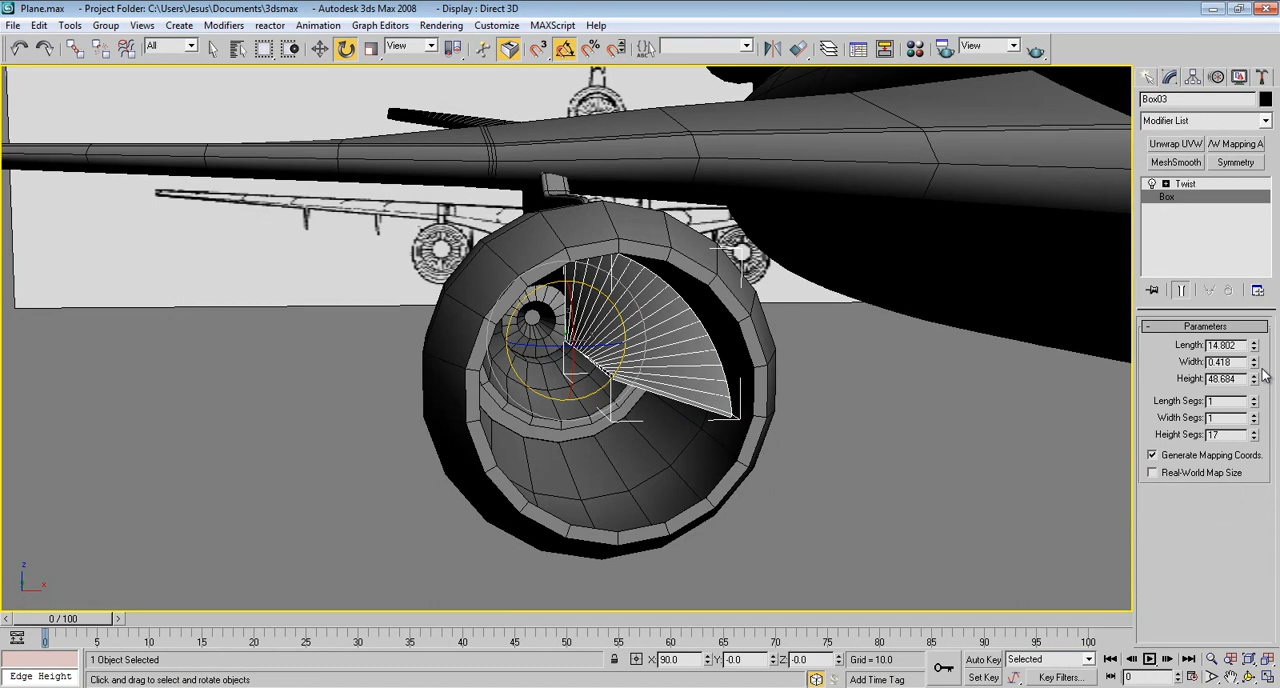 Plane.max - Project Folder: C:\Users\Jesus\Documents\3dsmax - Autodesk 3ds Max 2008 - Display : Direct 3D
File Edit Tools Group Views Create Modifiers reactor Animation Graph Editors Rendering Customize MAXScript Help
All View 3 % ABC View
Box03
Modifier List
Unwrap UVW /W Mapping A
MeshSmooth Symmetry
Twist
Box
- Parameters
Length: 14.802
Width: 0.418
Height: 48.684
Length Segs: 1
Width Segs: 1
Height Segs: 17
Generate Mapping Coords.
Real-World Map Size
z
x
< 0 / 100 >
0 5 10 15 20 25 30 35 40 45 50 55 60 65 70 75 80 85 90 95 100
1 Object Selected X: 90.0 Y: -0.0 Z: -0.0 Grid = 10.0 Auto Key Selected
Edge Height Click and drag to select and rotate objects Add Time Tag Set Key Key Filters... 0